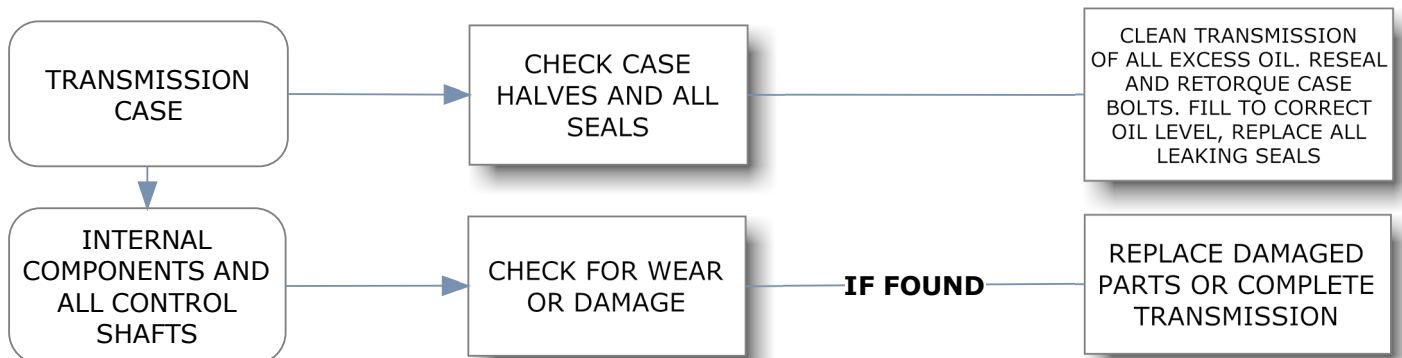 TRANSMISSION
CASE
CHECK CASE
HALVES AND ALL
SEALS
CLEAN TRANSMISSION
OF ALL EXCESS OIL. RESEAL
AND RETORQUE CASE
BOLTS. FILL TO CORRECT
OIL LEVEL, REPLACE ALL
LEAKING SEALS
INTERNAL
COMPONENTS AND
ALL CONTROL
SHAFTS
CHECK FOR WEAR
OR DAMAGE
IF FOUND
REPLACE DAMAGED
PARTS OR COMPLETE
TRANSMISSION